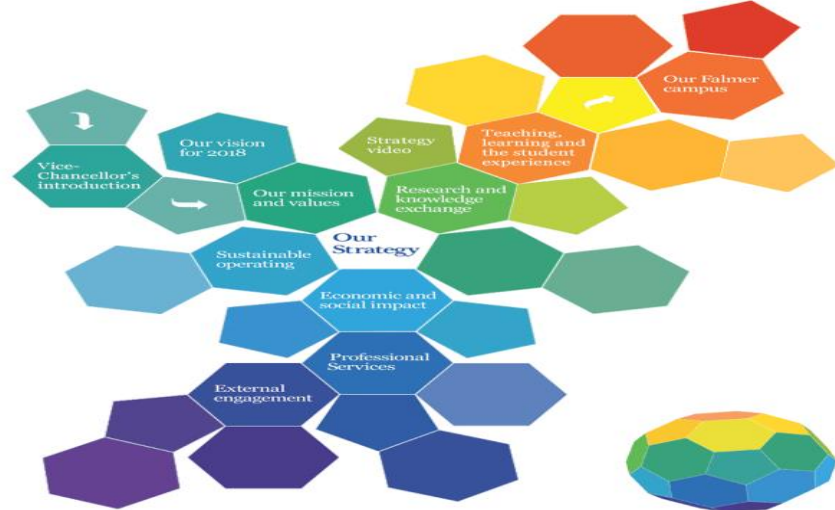 Our Falmer
campus
Our vision
for 2018
Strategy
video
Teaching,
learning and
the student
experience
Vice-
Chancellor's
introduction
Our mission
and values
Research and
knowledge
exchange
Our
Strategy
Sustainable
operating
Economic and
social impact
Professional
Services
External
engagement